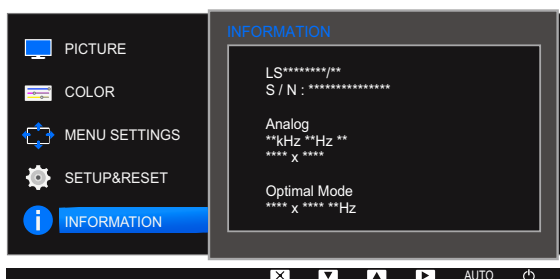 PICTURE
COLOR
MENU SETTINGS
SETUP&RESET
INFORMATION
INFORMATION
LS********/**
S / N : ***************
Analog
**kHz **Hz **
**** x ****
Optimal Mode
**** x **** **Hz
AUTO